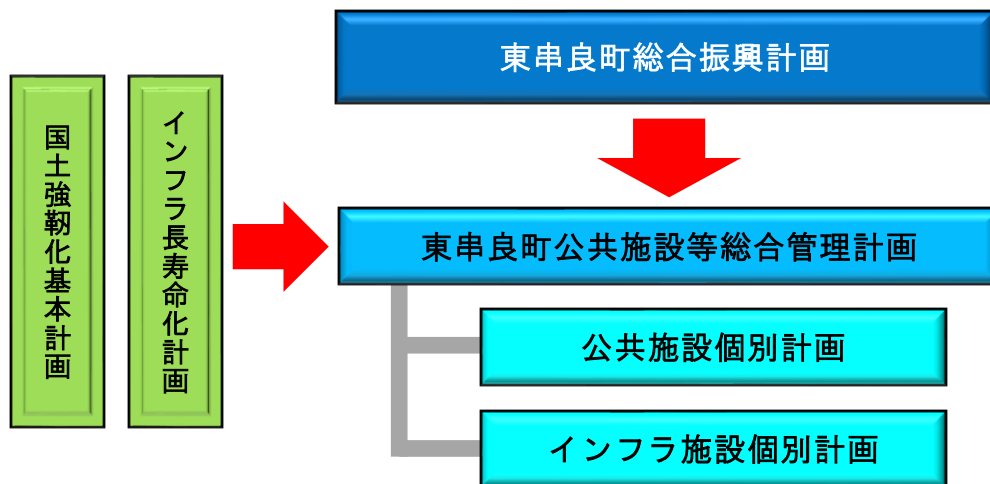 東串良町総合振興計画
国土強靭化基本計画
インフラ長寿命化計画
東串良町公共施設等総合管理計画
公共施設個別計画
インフラ施設個別計画